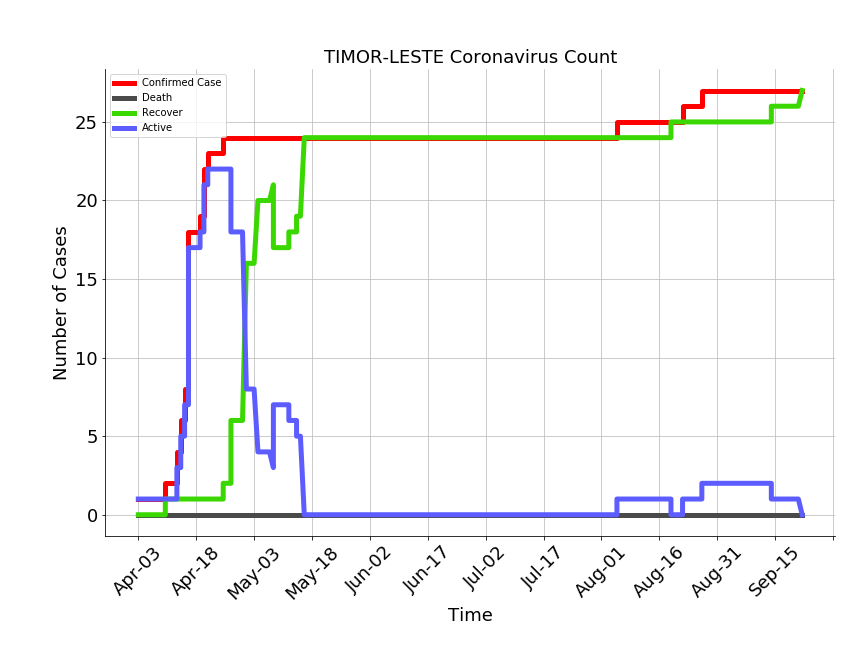 TIMOR-LESTE Coronavirus Count
Confirmed Case
Death
Recover
Active
Number of Cases
25
20
15
10
5
0
Apr-03
Apr-18
May-03
May-18
Jun-02
Jun-17
Jul-02
Jul-17
Aug-01
Aug-16
Aug-31
Sep-15
Time